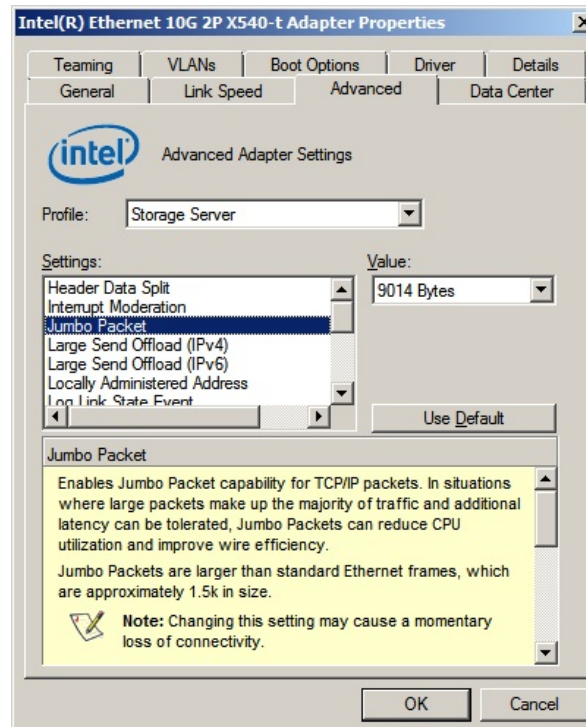 Intel(R) Ethernet 10G 2P X540-t Adapter Properties
Teaming VLANs Boot Options Driver Details
General Link Speed Advanced Data Center
intel Advanced Adapter Settings
Profile: Storage Server
Settings: Value:
Header Data Split 9014 Bytes
Interrupt Moderation
Jumbo Packet
Large Send Offload (IPv4)
Large Send Offload (IPv6)
Locally Administered Address
Log Link State Event
Use Default
Jumbo Packet
Enables Jumbo Packet capability for TCP/IP packets. In situations
where large packets make up the majority of traffic and additional
latency can be tolerated, Jumbo Packets can reduce CPU
utilization and improve wire efficiency.
Jumbo Packets are larger than standard Ethernet frames, which
are approximately 1.5k in size.
Note: Changing this setting may cause a momentary
loss of connectivity.
OK Cancel